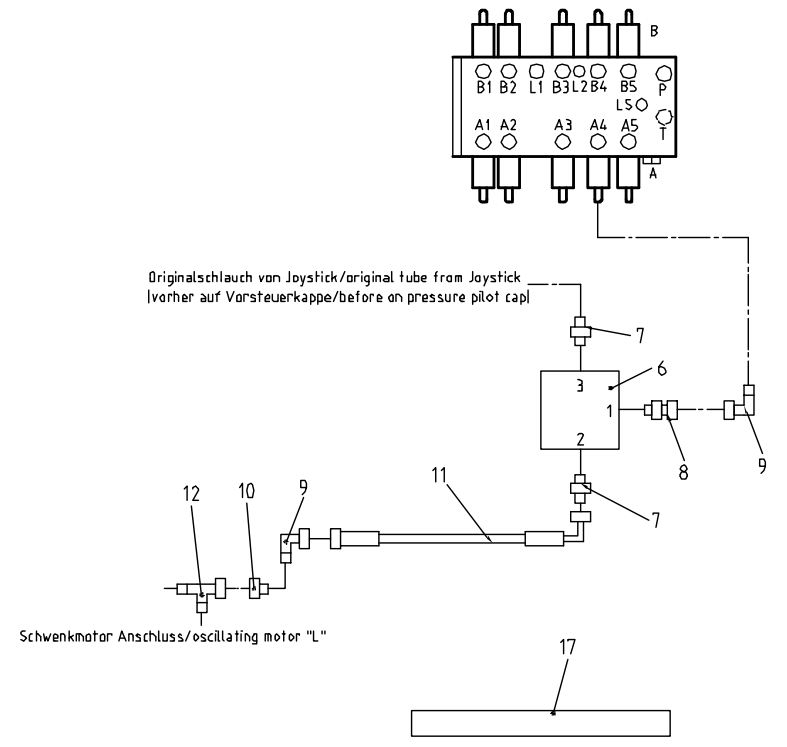 B
B1 B2 L1 B3 L2 B4 B5 P
LS
A1 A2 A3 A4 A5 T
A
Originalschlauch von Joystick/original tube from Joystick
(vorher auf Vorsteuerkappe/before on pressure pilot cap)
7
6
3
1
2
8
9
11
9
10
12
7
Schwenkmotor Anschluss/oscillating motor "L"
17